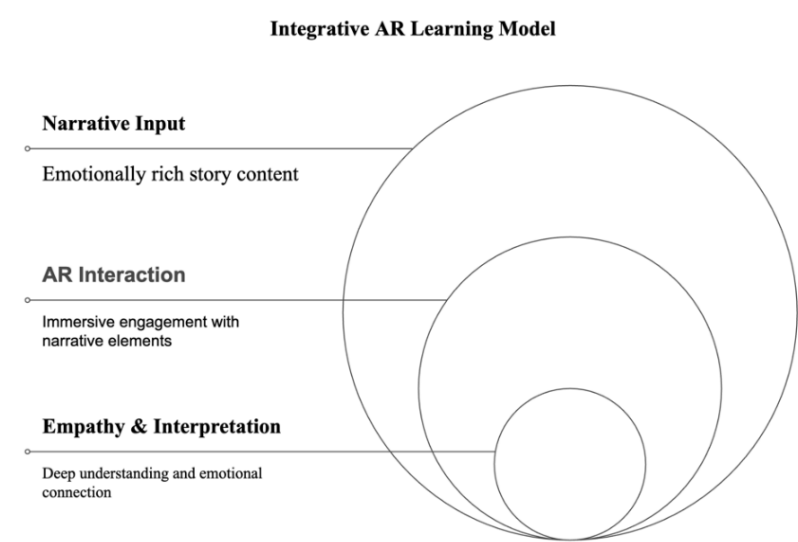 Integrative AR Learning Model
Narrative Input
Emotionally rich story content
AR Interaction
Immersive engagement with
narrative elements
Empathy & Interpretation
Deep understanding and emotional
connection